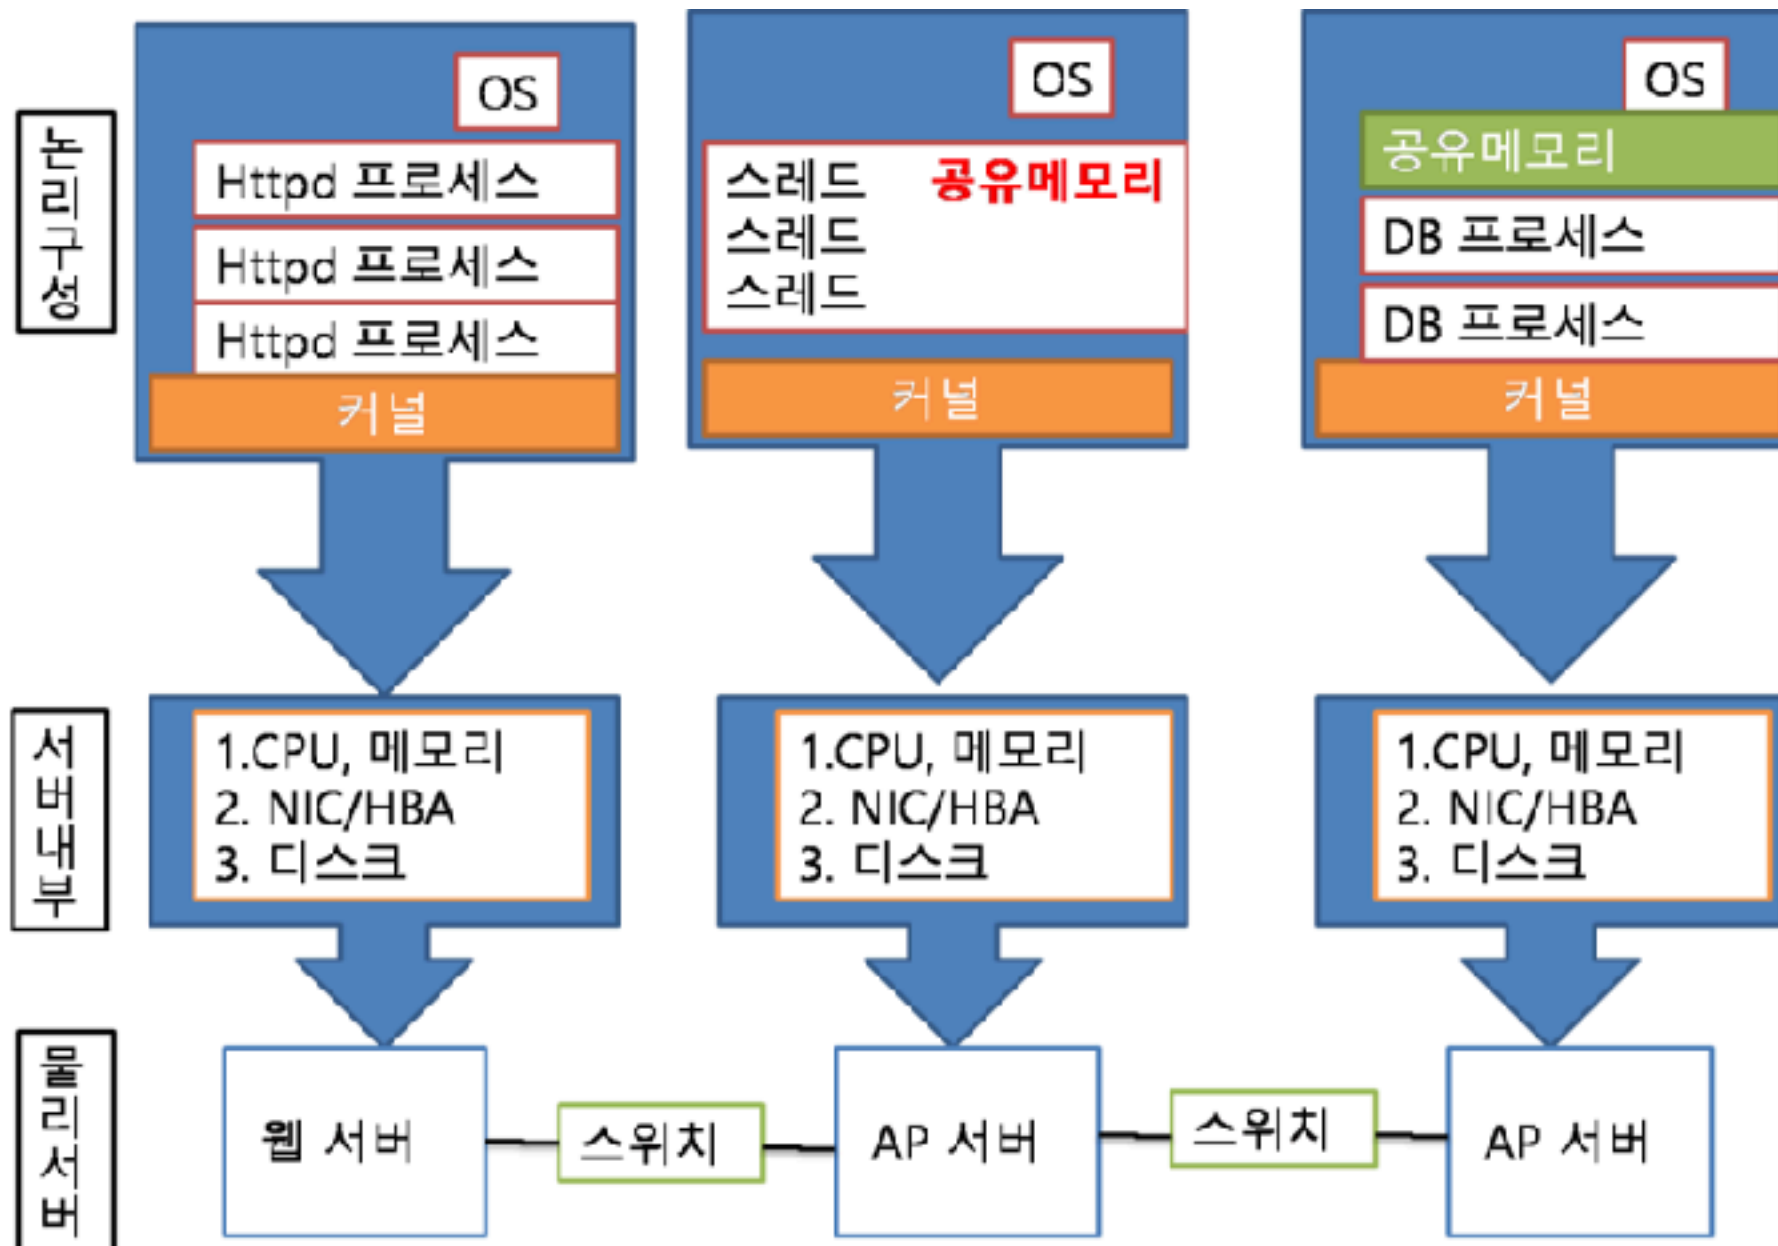 논리구성
OS
Httpd 프로세스
Httpd 프로세스
Httpd 프로세스
커널
OS
스레드 공유메모리
스레드
스레드
커널
OS
공유메모리
DB 프로세스
DB 프로세스
커널
서버내부
1.CPU, 메모리
2. NIC/HBA
3. 디스크
1.CPU, 메모리
2. NIC/HBA
3. 디스크
1.CPU, 메모리
2. NIC/HBA
3. 디스크
물리서버
웹 서버
스위치
AP 서버
스위치
AP 서버